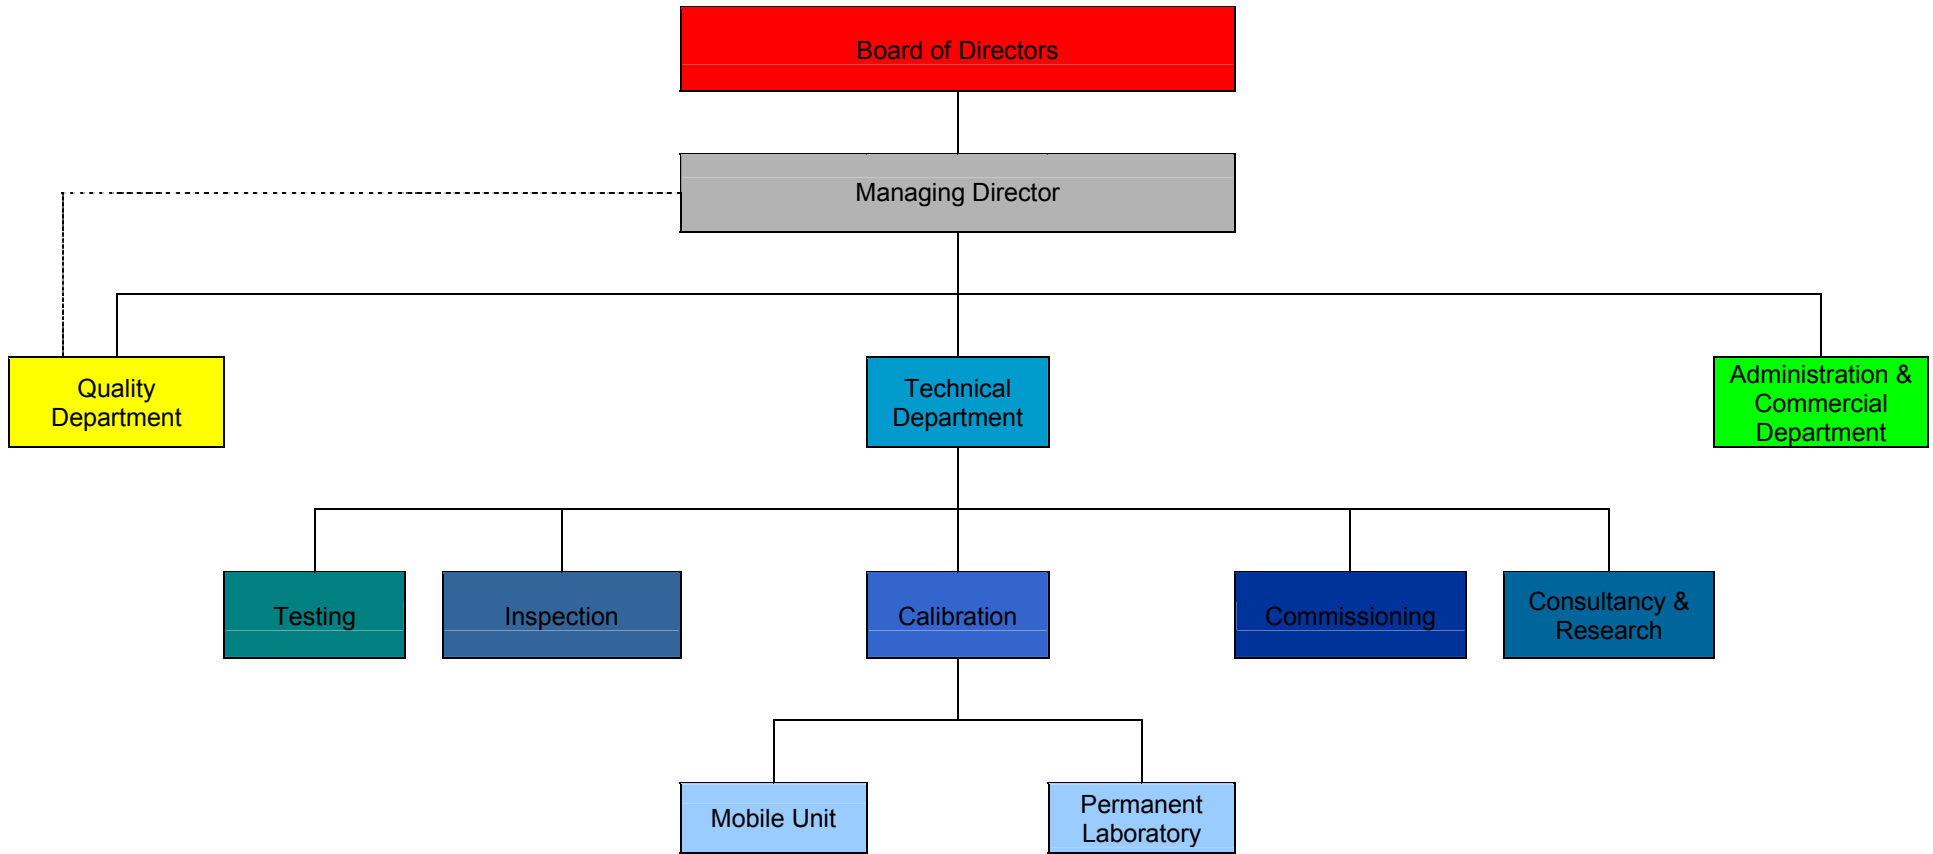 Board of Directors
Managing Director
Quality
Department
Technical
Department
Administration &
Commercial
Department
Testing
Inspection
Calibration
Commissioning
Consultancy &
Research
Mobile Unit
Permanent
Laboratory